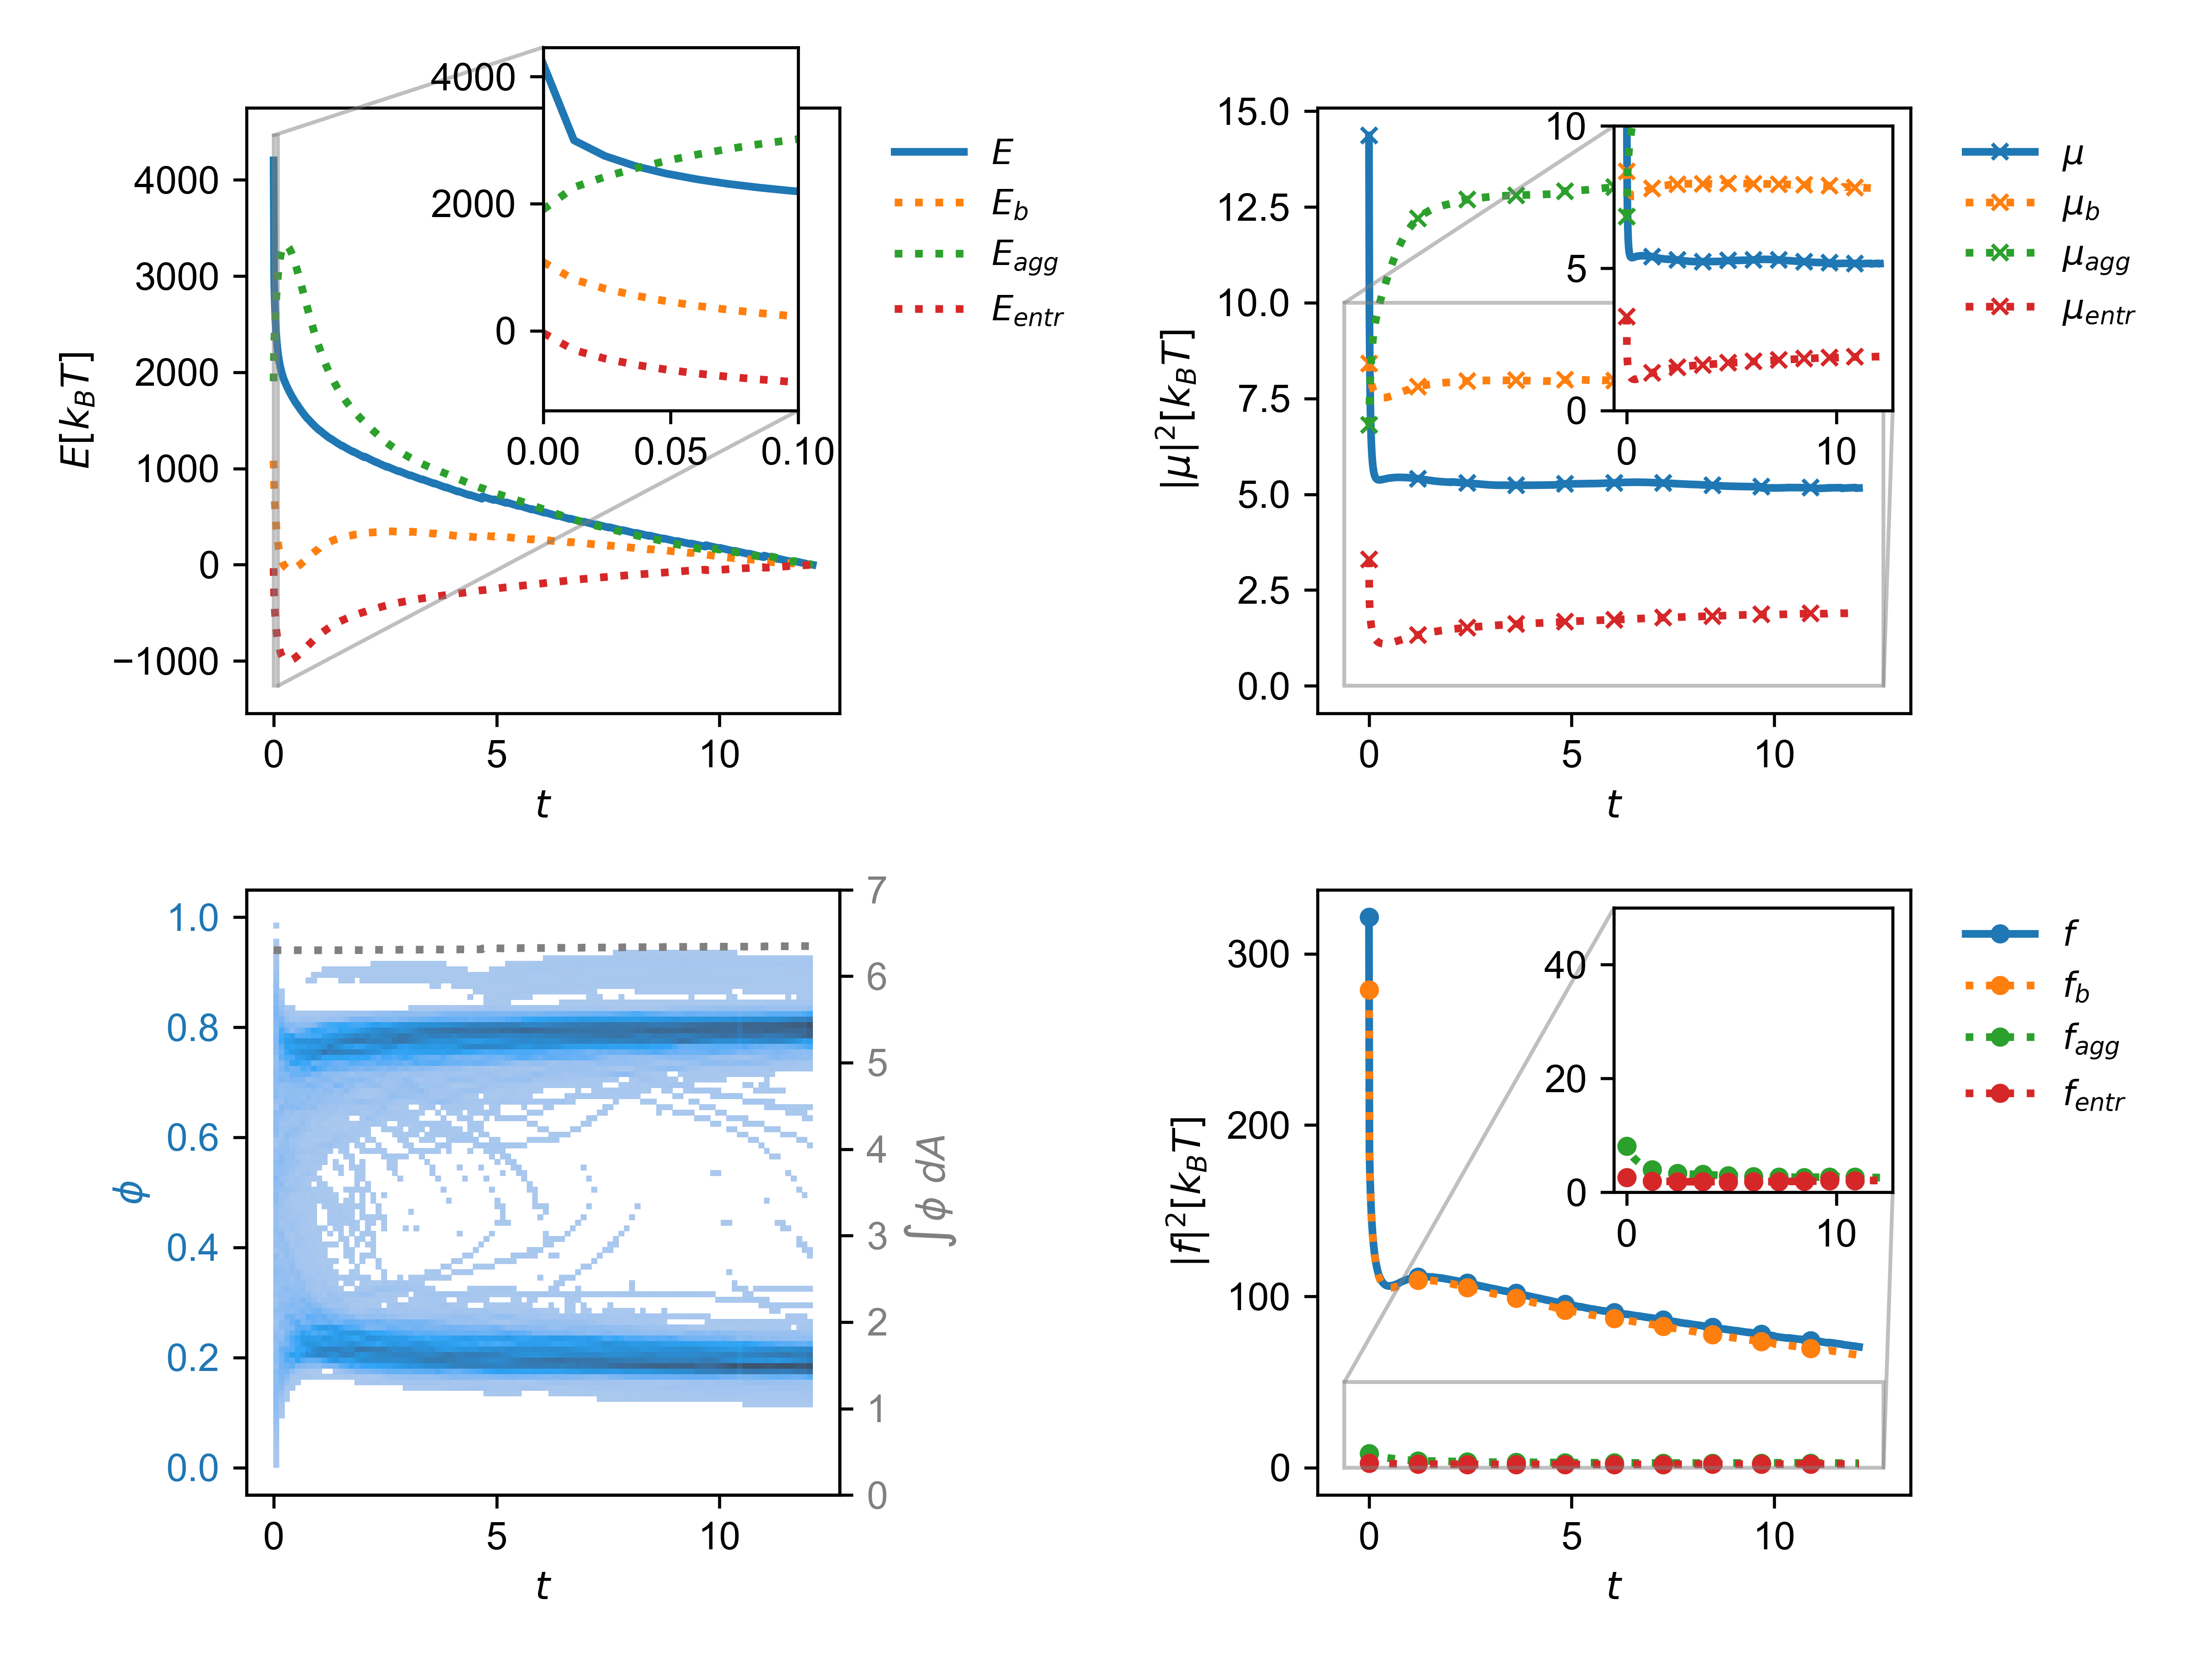 4000
2000
0
0.00
0.05
0.10
4000
3000
2000
1000
0
−1000
0
5
10
E[k_BT]
t
E
E_b
E_agg
E_entr
15.0
12.5
10.0
7.5
5.0
2.5
0.0
0
5
10
|μ|²[k_BT]
t
10
5
0
0
10
μ
μ_b
μ_agg
μ_entr
1.0
0.8
0.6
0.4
0.2
0.0
0
5
10
ϕ
t
7
6
5
4
3
2
1
0
∫ϕ dA
300
200
100
0
0
5
10
|f|²[k_BT]
t
40
20
0
0
10
f
f_b
f_agg
f_entr